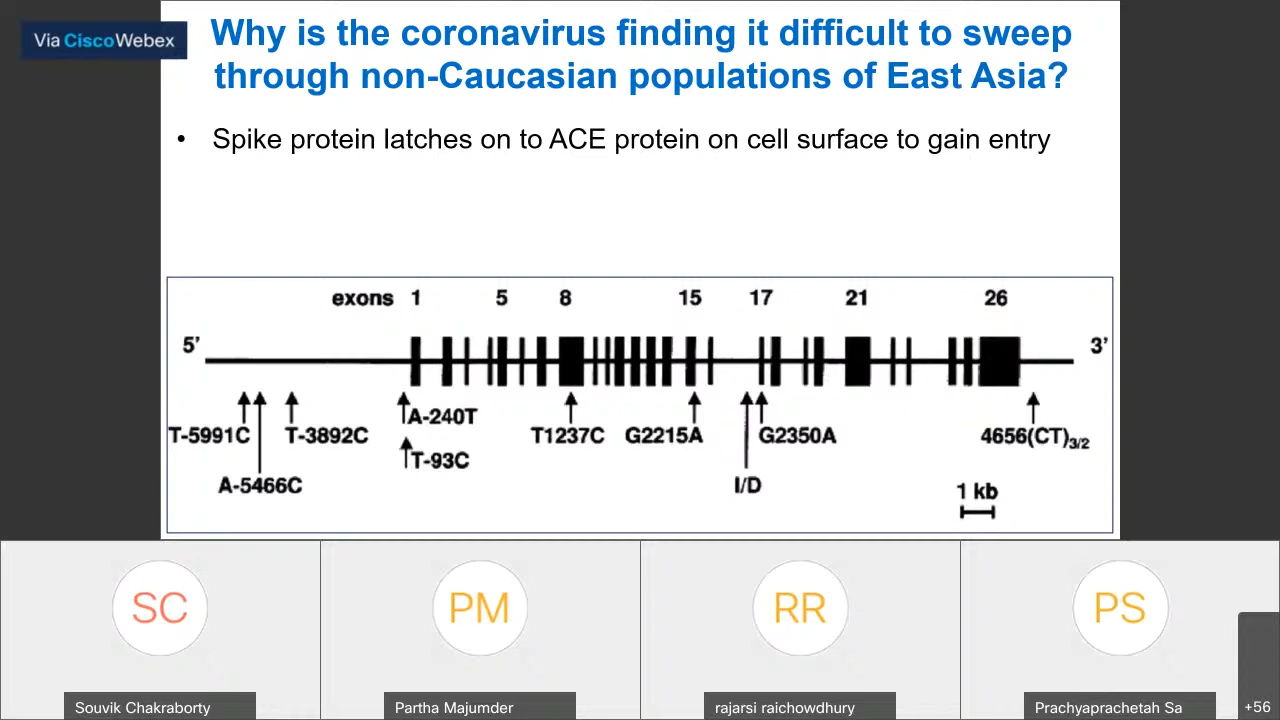 Via CiscoWebex
Why is the coronavirus finding it difficult to sweep
through non-Caucasian populations of East Asia?
• Spike protein latches on to ACE protein on cell surface to gain entry
exons 1 5 8 15 17 21 26
5’ 3’
A-240T
T-5991C T-3892C T1237C G2215A G2350A 4656(CT)3/2
T-93C
A-5466C I/D 1 kb
SC PM RR PS
Souvik Chakraborty Partha Majumder rajarsi raichowdhury Prachyaprachetah Sa +56